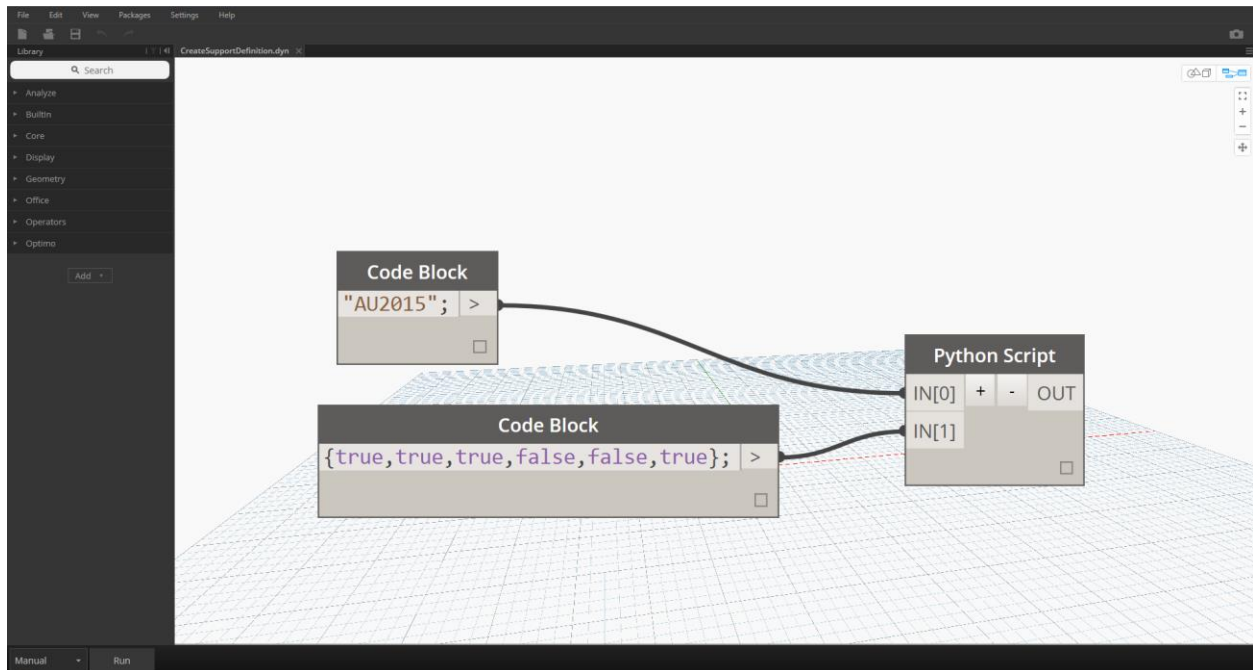 File Edit View Packages Settings Help
Library
CreateSupportDefinition.dyn
Search
Analyze
Builtin
Core
Display
Geometry
Office
Operators
Optimo
Add
Code Block
"AU2015"; >
Python Script
IN[0] + - OUT
IN[1]
Code Block
{true,true,true,false,false,true}; >
Manual Run